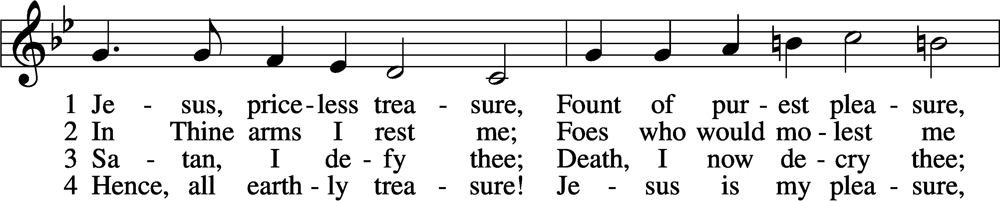 1 Je - sus, price - less trea - sure, Fount of pur - est plea - sure,
2 In Thine arms I rest me; Foes who would mo - lest me
3 Sa - tan, I de - fy thee; Death, I now de - cry thee;
4 Hence, all earth - ly trea - sure! Je - sus is my plea - sure,